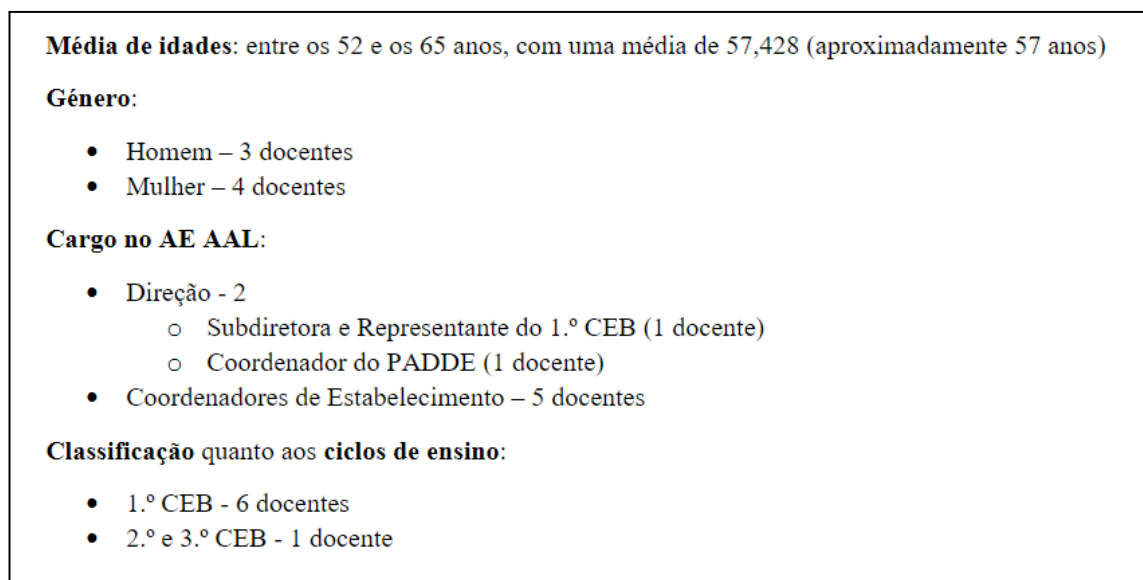 Média de idades: entre os 52 e os 65 anos, com uma média de 57,428 (aproximadamente 57 anos)
Género:
• Homem – 3 docentes
• Mulher – 4 docentes
Cargo no AE AAL:
• Direção - 2
o Subdiretora e Representante do 1.º CEB (1 docente)
o Coordenador do PADDE (1 docente)
• Coordenadores de Estabelecimento – 5 docentes
Classificação quanto aos ciclos de ensino:
• 1.º CEB - 6 docentes
• 2.º e 3.º CEB - 1 docente